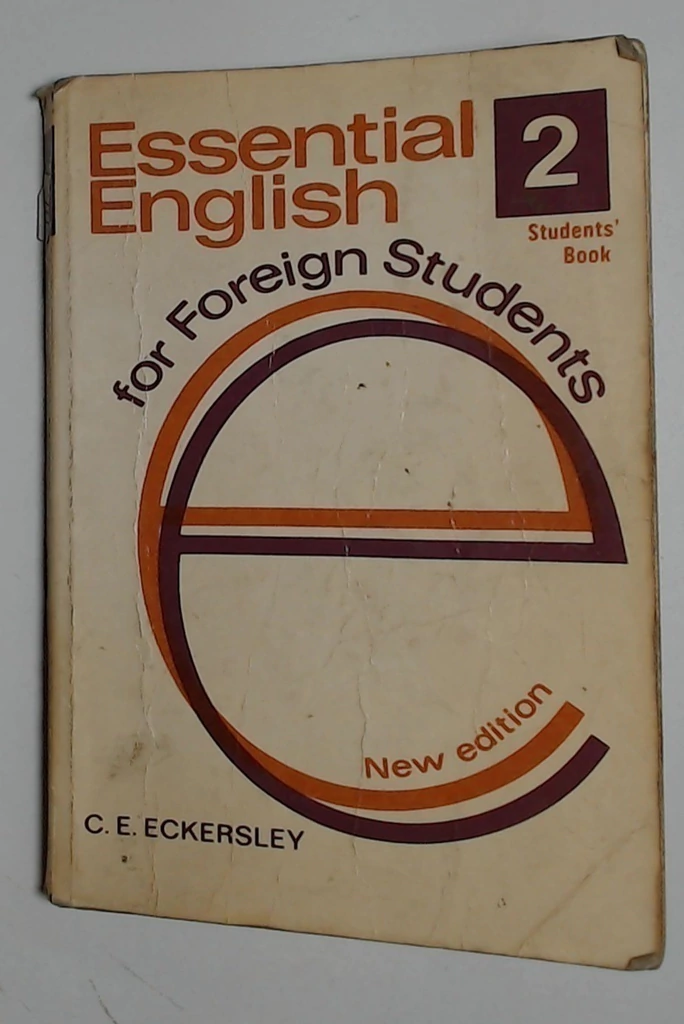 Essential
English
2
Students'
Book
for Foreign Students
New edition
C. E. ECKERSLEY